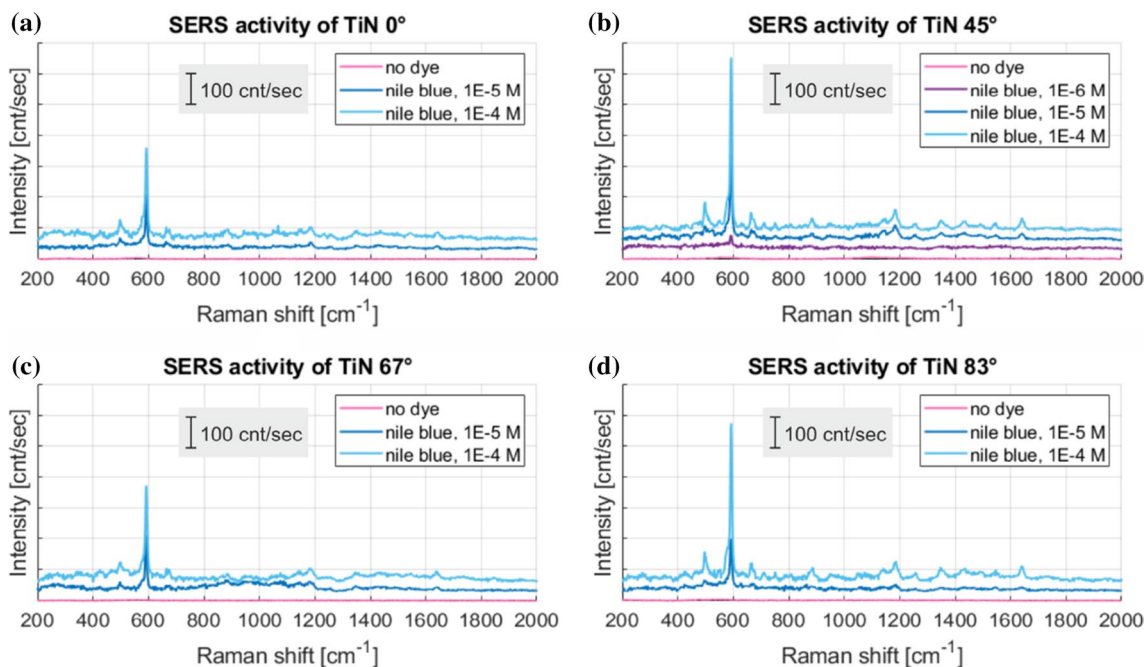 (a)
SERS activity of TiN 0°
Intensity [cnt/sec]
100 cnt/sec
no dye
nile blue, 1E-5 M
nile blue, 1E-4 M
200 400 600 800 1000 1200 1400 1600 1800 2000
Raman shift [cm⁻¹]
(b)
SERS activity of TiN 45°
Intensity [cnt/sec]
100 cnt/sec
no dye
nile blue, 1E-6 M
nile blue, 1E-5 M
nile blue, 1E-4 M
200 400 600 800 1000 1200 1400 1600 1800 2000
Raman shift [cm⁻¹]
(c)
SERS activity of TiN 67°
Intensity [cnt/sec]
100 cnt/sec
no dye
nile blue, 1E-5 M
nile blue, 1E-4 M
200 400 600 800 1000 1200 1400 1600 1800 2000
Raman shift [cm⁻¹]
(d)
SERS activity of TiN 83°
Intensity [cnt/sec]
100 cnt/sec
no dye
nile blue, 1E-5 M
nile blue, 1E-4 M
200 400 600 800 1000 1200 1400 1600 1800 2000
Raman shift [cm⁻¹]